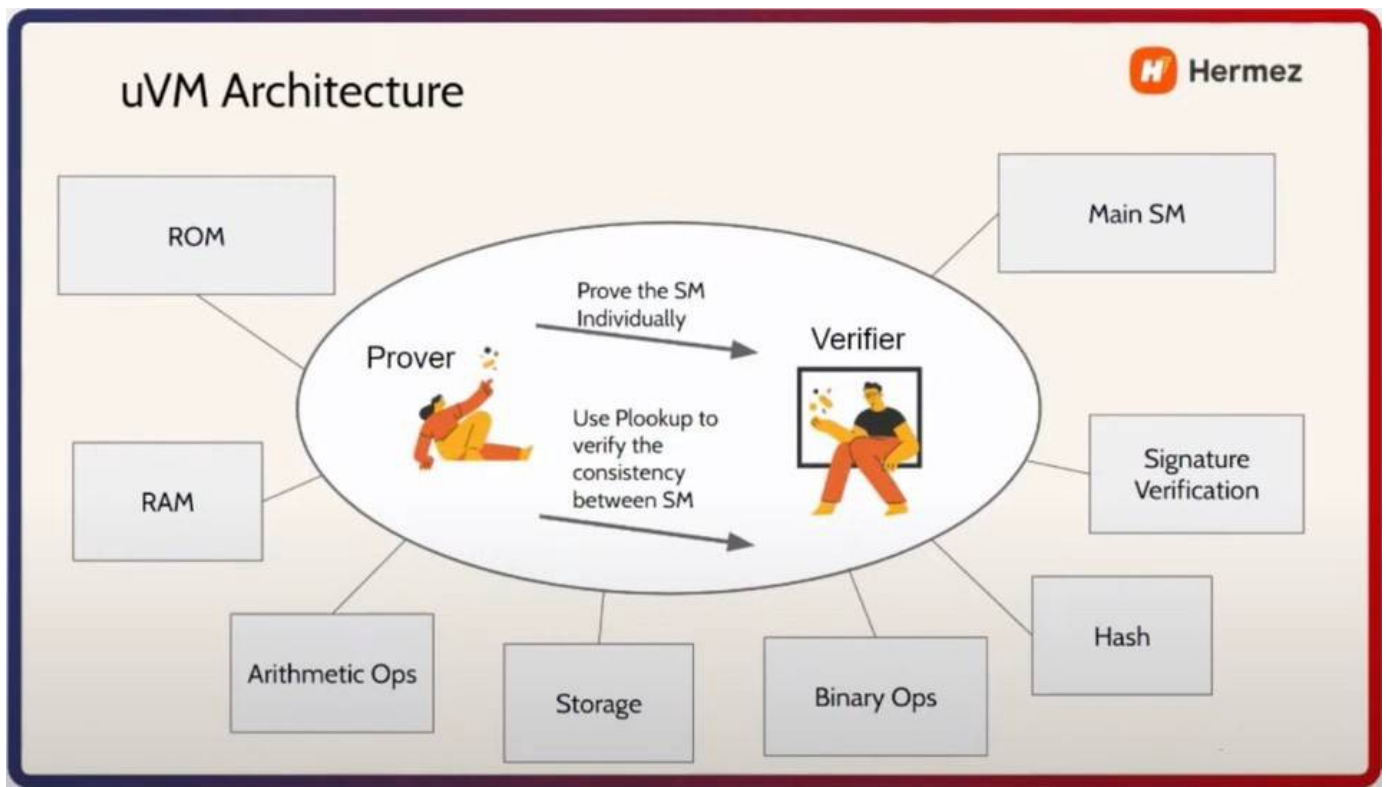 uVM Architecture
Hermez
ROM
Main SM
Prove the SM
Individually
Prover
Verifier
Use Plookup to
verify the
consistency
between SM
RAM
Signature
Verification
Arithmetic Ops
Storage
Binary Ops
Hash